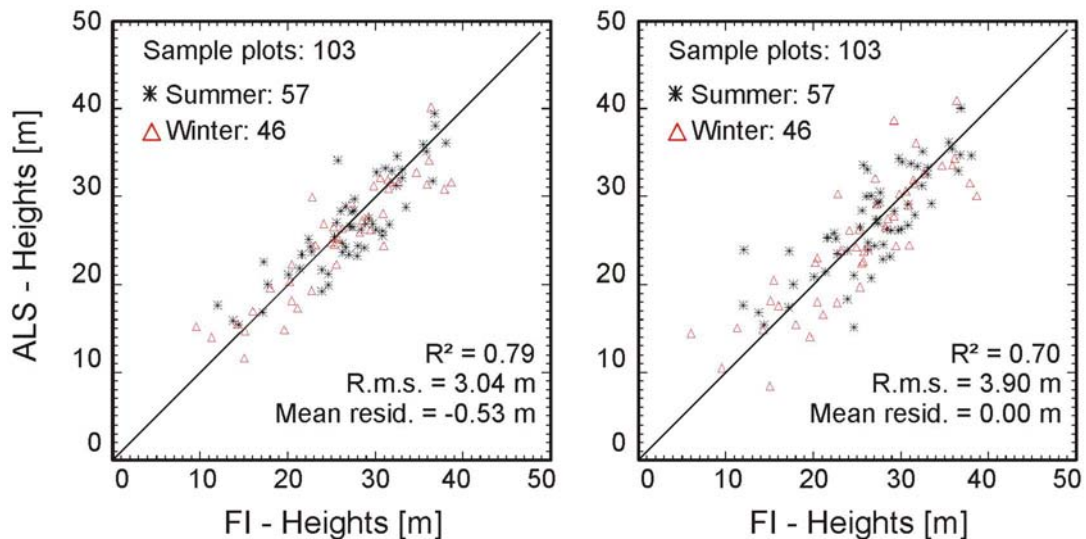 50
40
30
20
10
0
ALS - Heights [m]
Sample plots: 103
Summer: 57
Winter: 46
R² = 0.79
R.m.s. = 3.04 m
Mean resid. = -0.53 m
0 10 20 30 40 50
FI - Heights [m]
50
40
30
20
10
0
Sample plots: 103
Summer: 57
Winter: 46
R² = 0.70
R.m.s. = 3.90 m
Mean resid. = 0.00 m
0 10 20 30 40 50
FI - Heights [m]